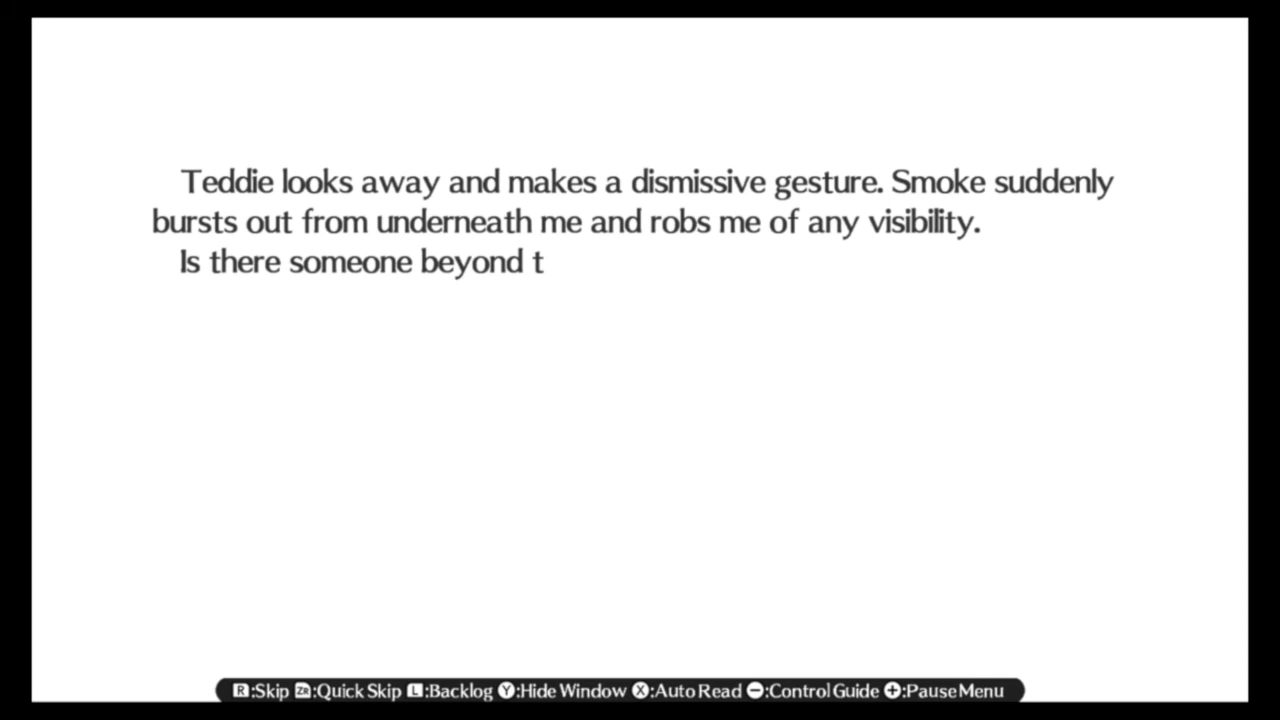 Teddie looks away and makes a dismissive gesture. Smoke suddenly
bursts out from underneath me and robs me of any visibility.
Is there someone beyond t
R:Skip ZR:Quick Skip L:Backlog Y:Hide Window X:Auto Read -:Control Guide +:Pause Menu